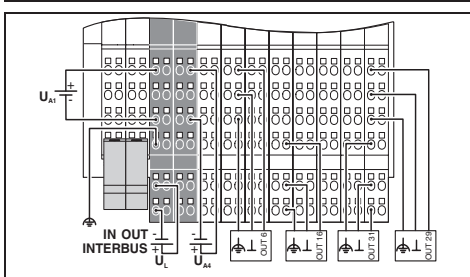 +
-
U A1
IN OUT
INTERBUS
-
+
U L
-
+
U A4
OUT 6
OUT 16
OUT 31
OUT 29